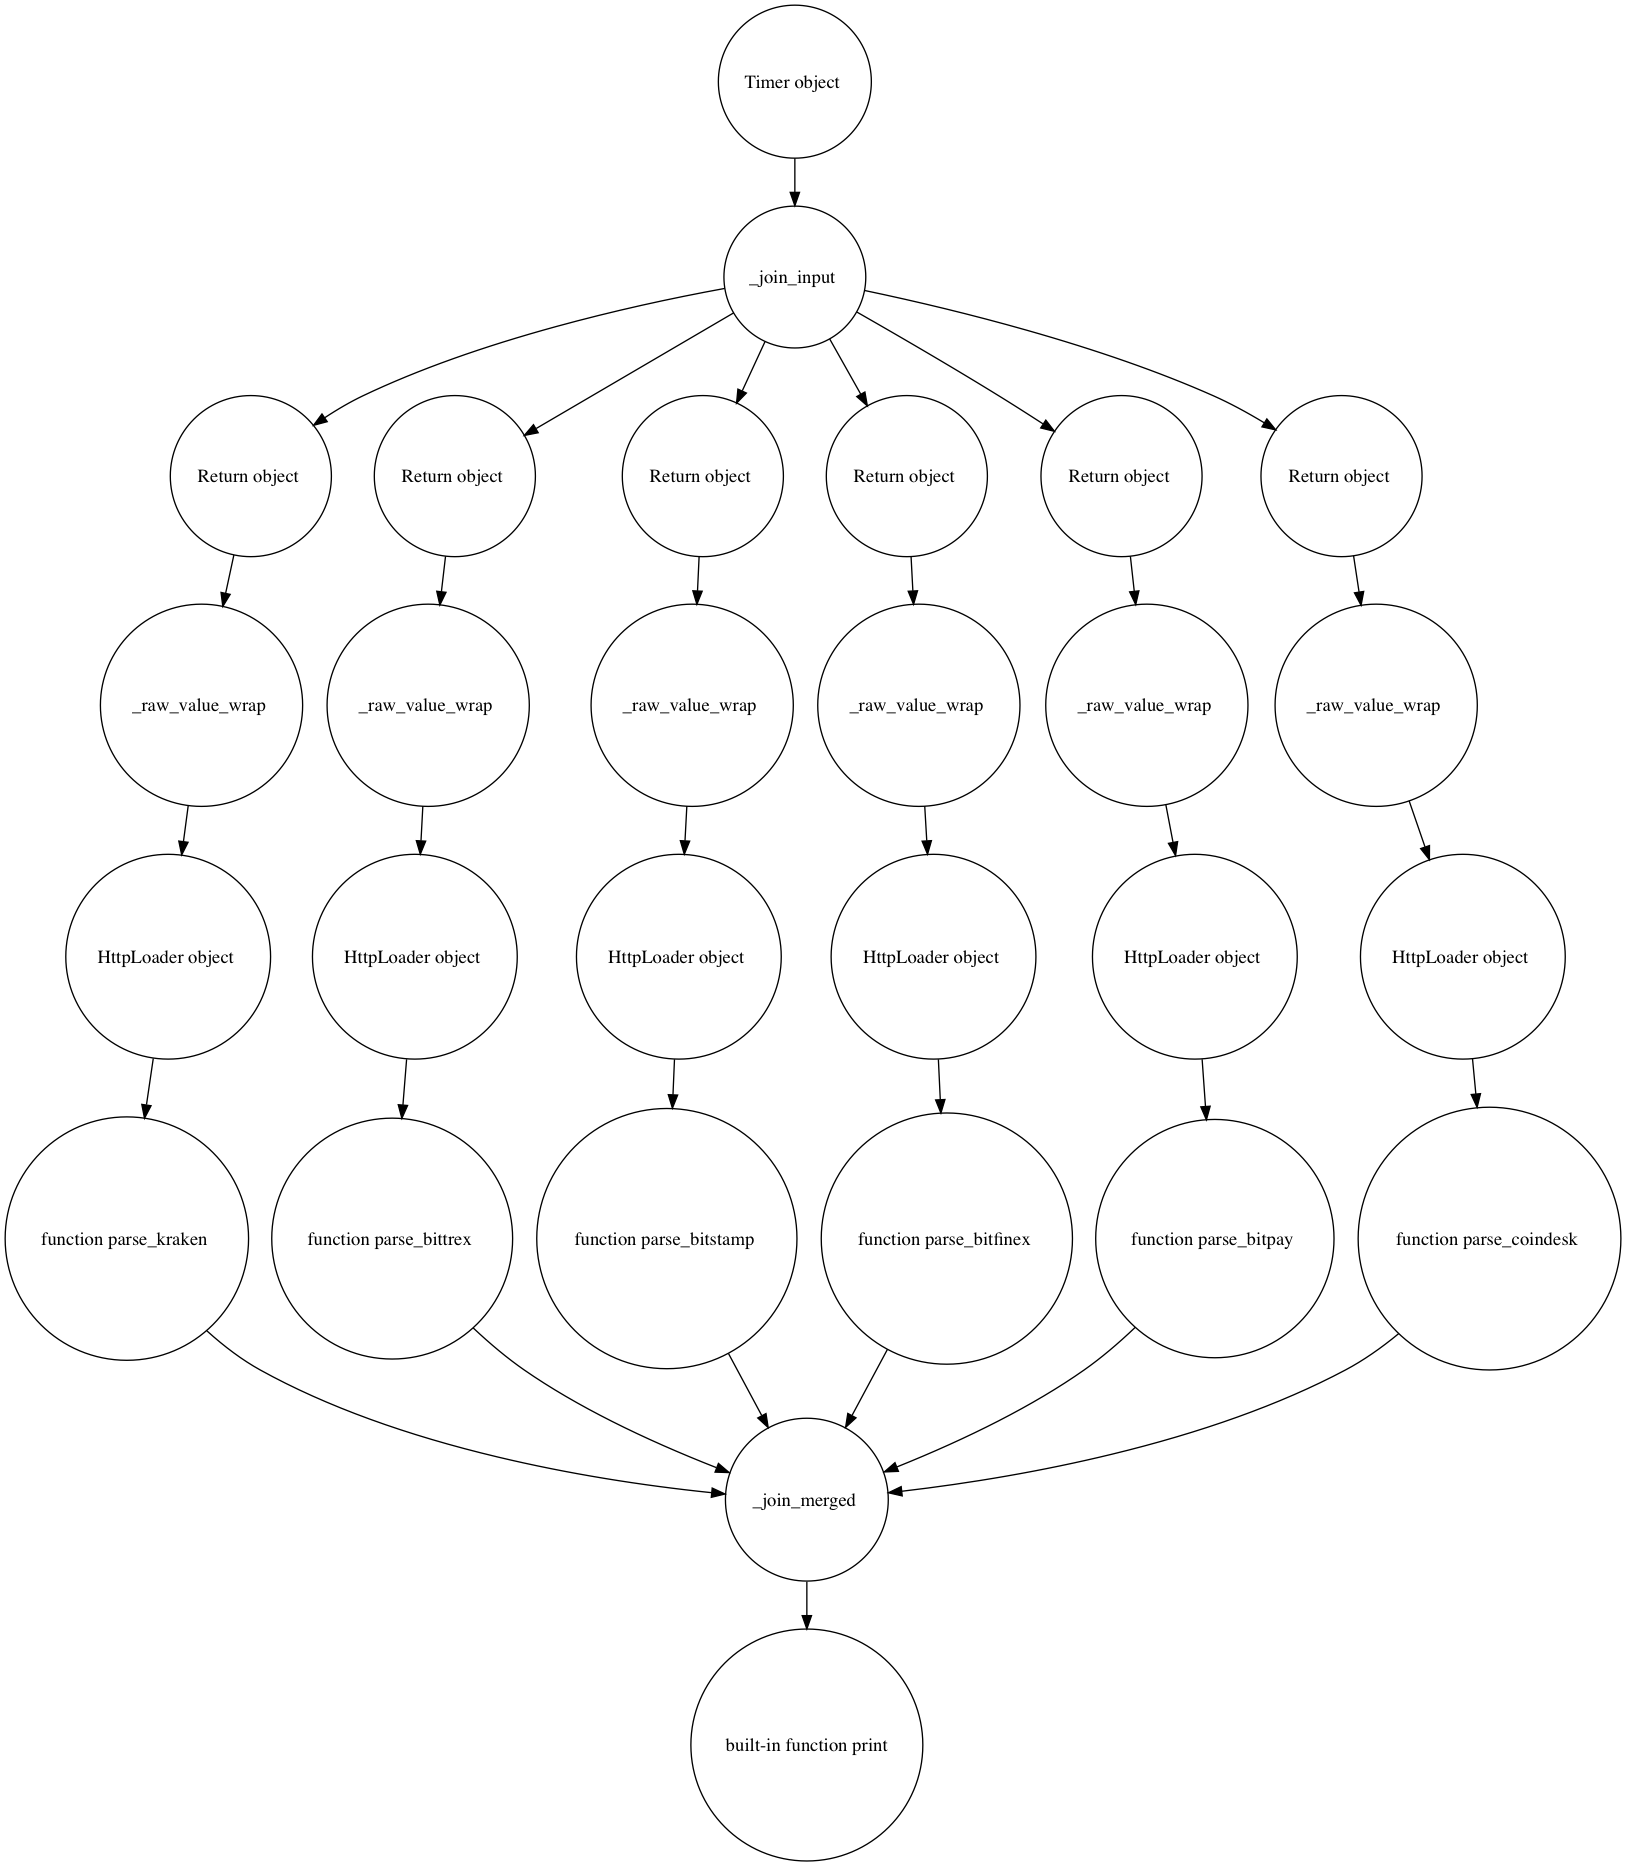 Timer object
_join_input
Return object
Return object
Return object
Return object
Return object
Return object
_raw_value_wrap
_raw_value_wrap
_raw_value_wrap
_raw_value_wrap
_raw_value_wrap
_raw_value_wrap
HttpLoader object
HttpLoader object
HttpLoader object
HttpLoader object
HttpLoader object
HttpLoader object
function parse_kraken
function parse_bittrex
function parse_bitstamp
function parse_bitfinex
function parse_bitpay
function parse_coindesk
_join_merged
built-in function print